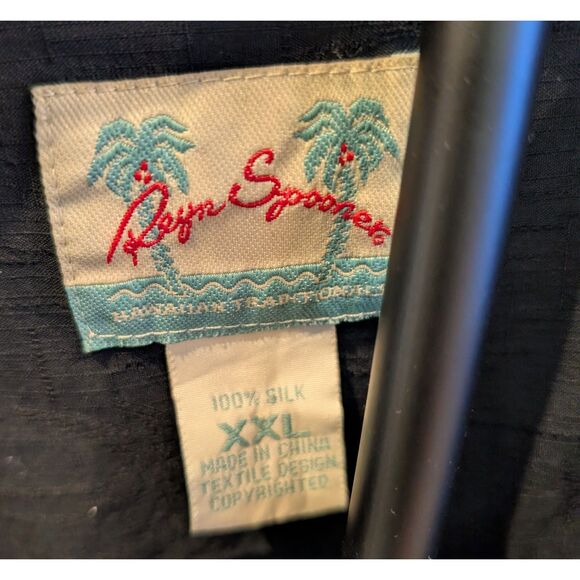 Reyn Spooner
HAWAIIAN TRADITIONALS
100% SILK
XXL
MADE IN CHINA
TEXTILE DESIGN
COPYRIGHTED